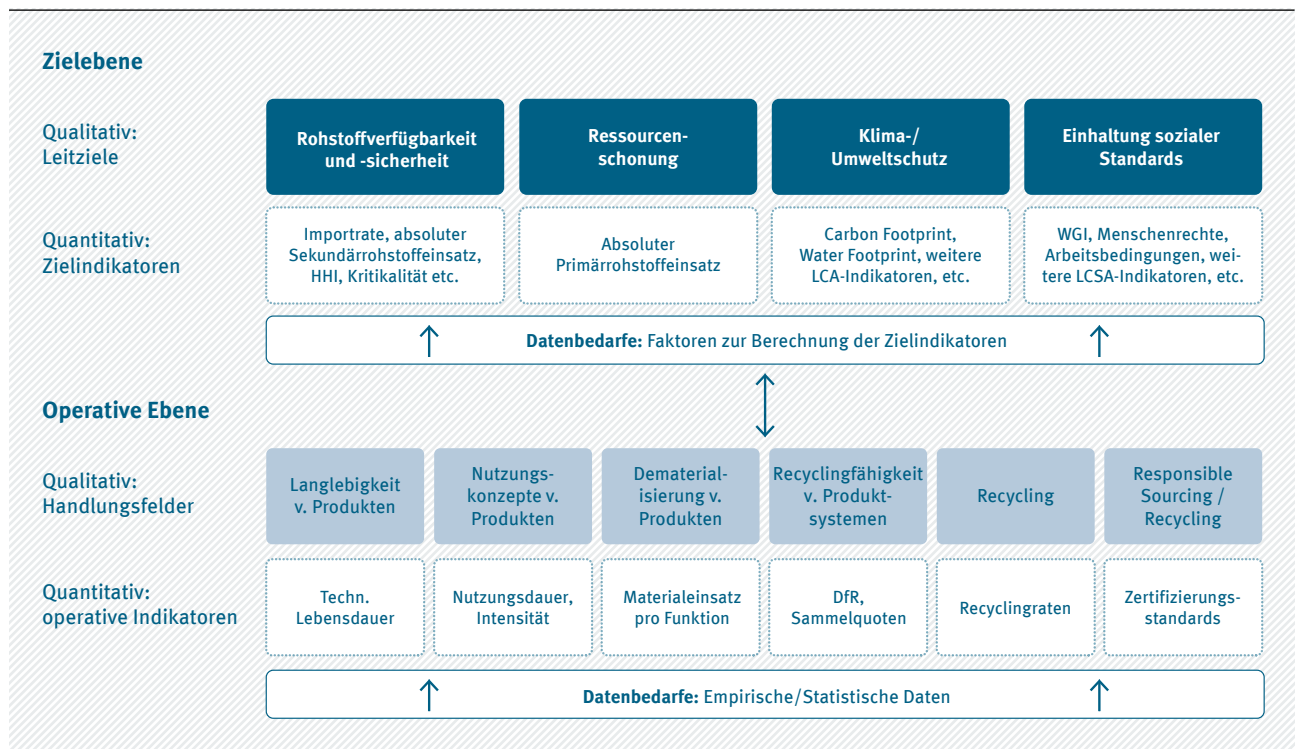 Zielebene
Qualitativ:
Leitziele
Rohstoffverfügbarkeit
und -sicherheit
Ressourcen-
schonung
Klima-/
Umweltschutz
Einhaltung sozialer
Standards
Quantitativ:
Zielindikatoren
Importrate, absoluter
Sekundärrohstoffeinsatz,
HHI, Kritikalität etc.
Absoluter
Primärrohstoffeinsatz
Carbon Footprint,
Water Footprint, weitere
LCA-Indikatoren, etc.
WGI, Menschenrechte,
Arbeitsbedingungen, wei-
tere LCSA-Indikatoren, etc.
Datenbedarfe: Faktoren zur Berechnung der Zielindikatoren
Operative Ebene
Qualitativ:
Handlungsfelder
Langlebigkeit
v. Produkten
Nutzungs-
konzepte v.
Produkten
Dematerial-
isierung v.
Produkten
Recyclingfähigkeit
v. Produkt-
systemen
Recycling
Responsible
Sourcing /
Recycling
Quantitativ:
operative Indikatoren
Techn.
Lebensdauer
Nutzungsdauer,
Intensität
Materialeinsatz
pro Funktion
DfR,
Sammelquoten
Recyclingraten
Zertifizierungs-
standards
Datenbedarfe: Empirische/Statistische Daten